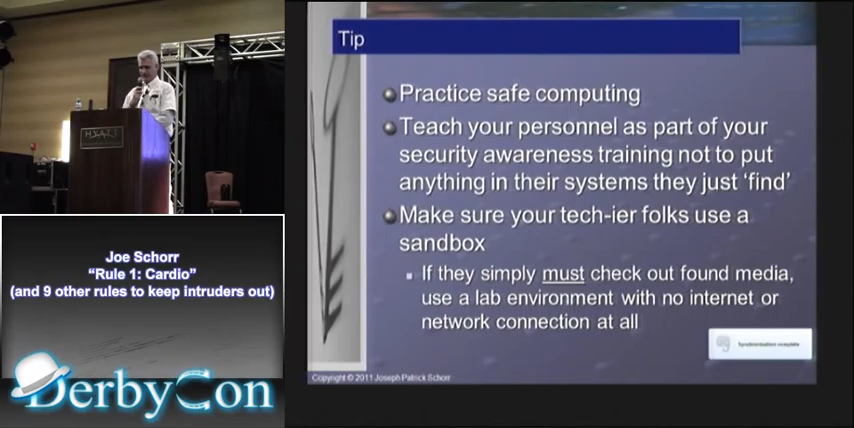 HYATT
Joe Schorr
“Rule 1: Cardio”
(and 9 other rules to keep intruders out)
DerbyCon
Tip
Practice safe computing
Teach your personnel as part of your
security awareness training not to put
anything in their systems they just ‘find’
Make sure your tech-ier folks use a
sandbox
If they simply must check out found media,
use a lab environment with no internet or
network connection at all
Synchronization complete
Copyright © 2011 Joseph Patrick Schorr